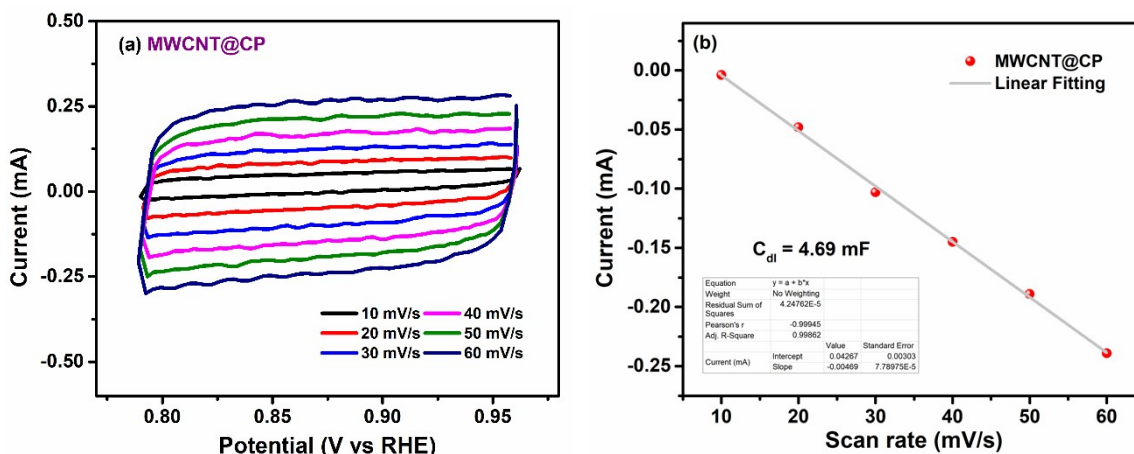 (a) MWCNT@CP
0.50
0.25
0.00
-0.25
-0.50
Current (mA)
10 mV/s
20 mV/s
30 mV/s
40 mV/s
50 mV/s
60 mV/s
0.80 0.85 0.90 0.95
Potential (V vs RHE)
(b)
MWCNT@CP
Linear Fitting
0.00
-0.05
-0.10
-0.15
-0.20
-0.25
Current (mA)
Cdl = 4.69 mF
Equation y = a + b*x
Weight No Weighting
Residual Sum of Squares 4.24762E-5
Pearson's r -0.99945
Adj. R-Square 0.99862
Value Standard Error
Current (mA) Intercept 0.04267 0.00303
Slope -0.00469 7.78975E-5
10 20 30 40 50 60
Scan rate (mV/s)